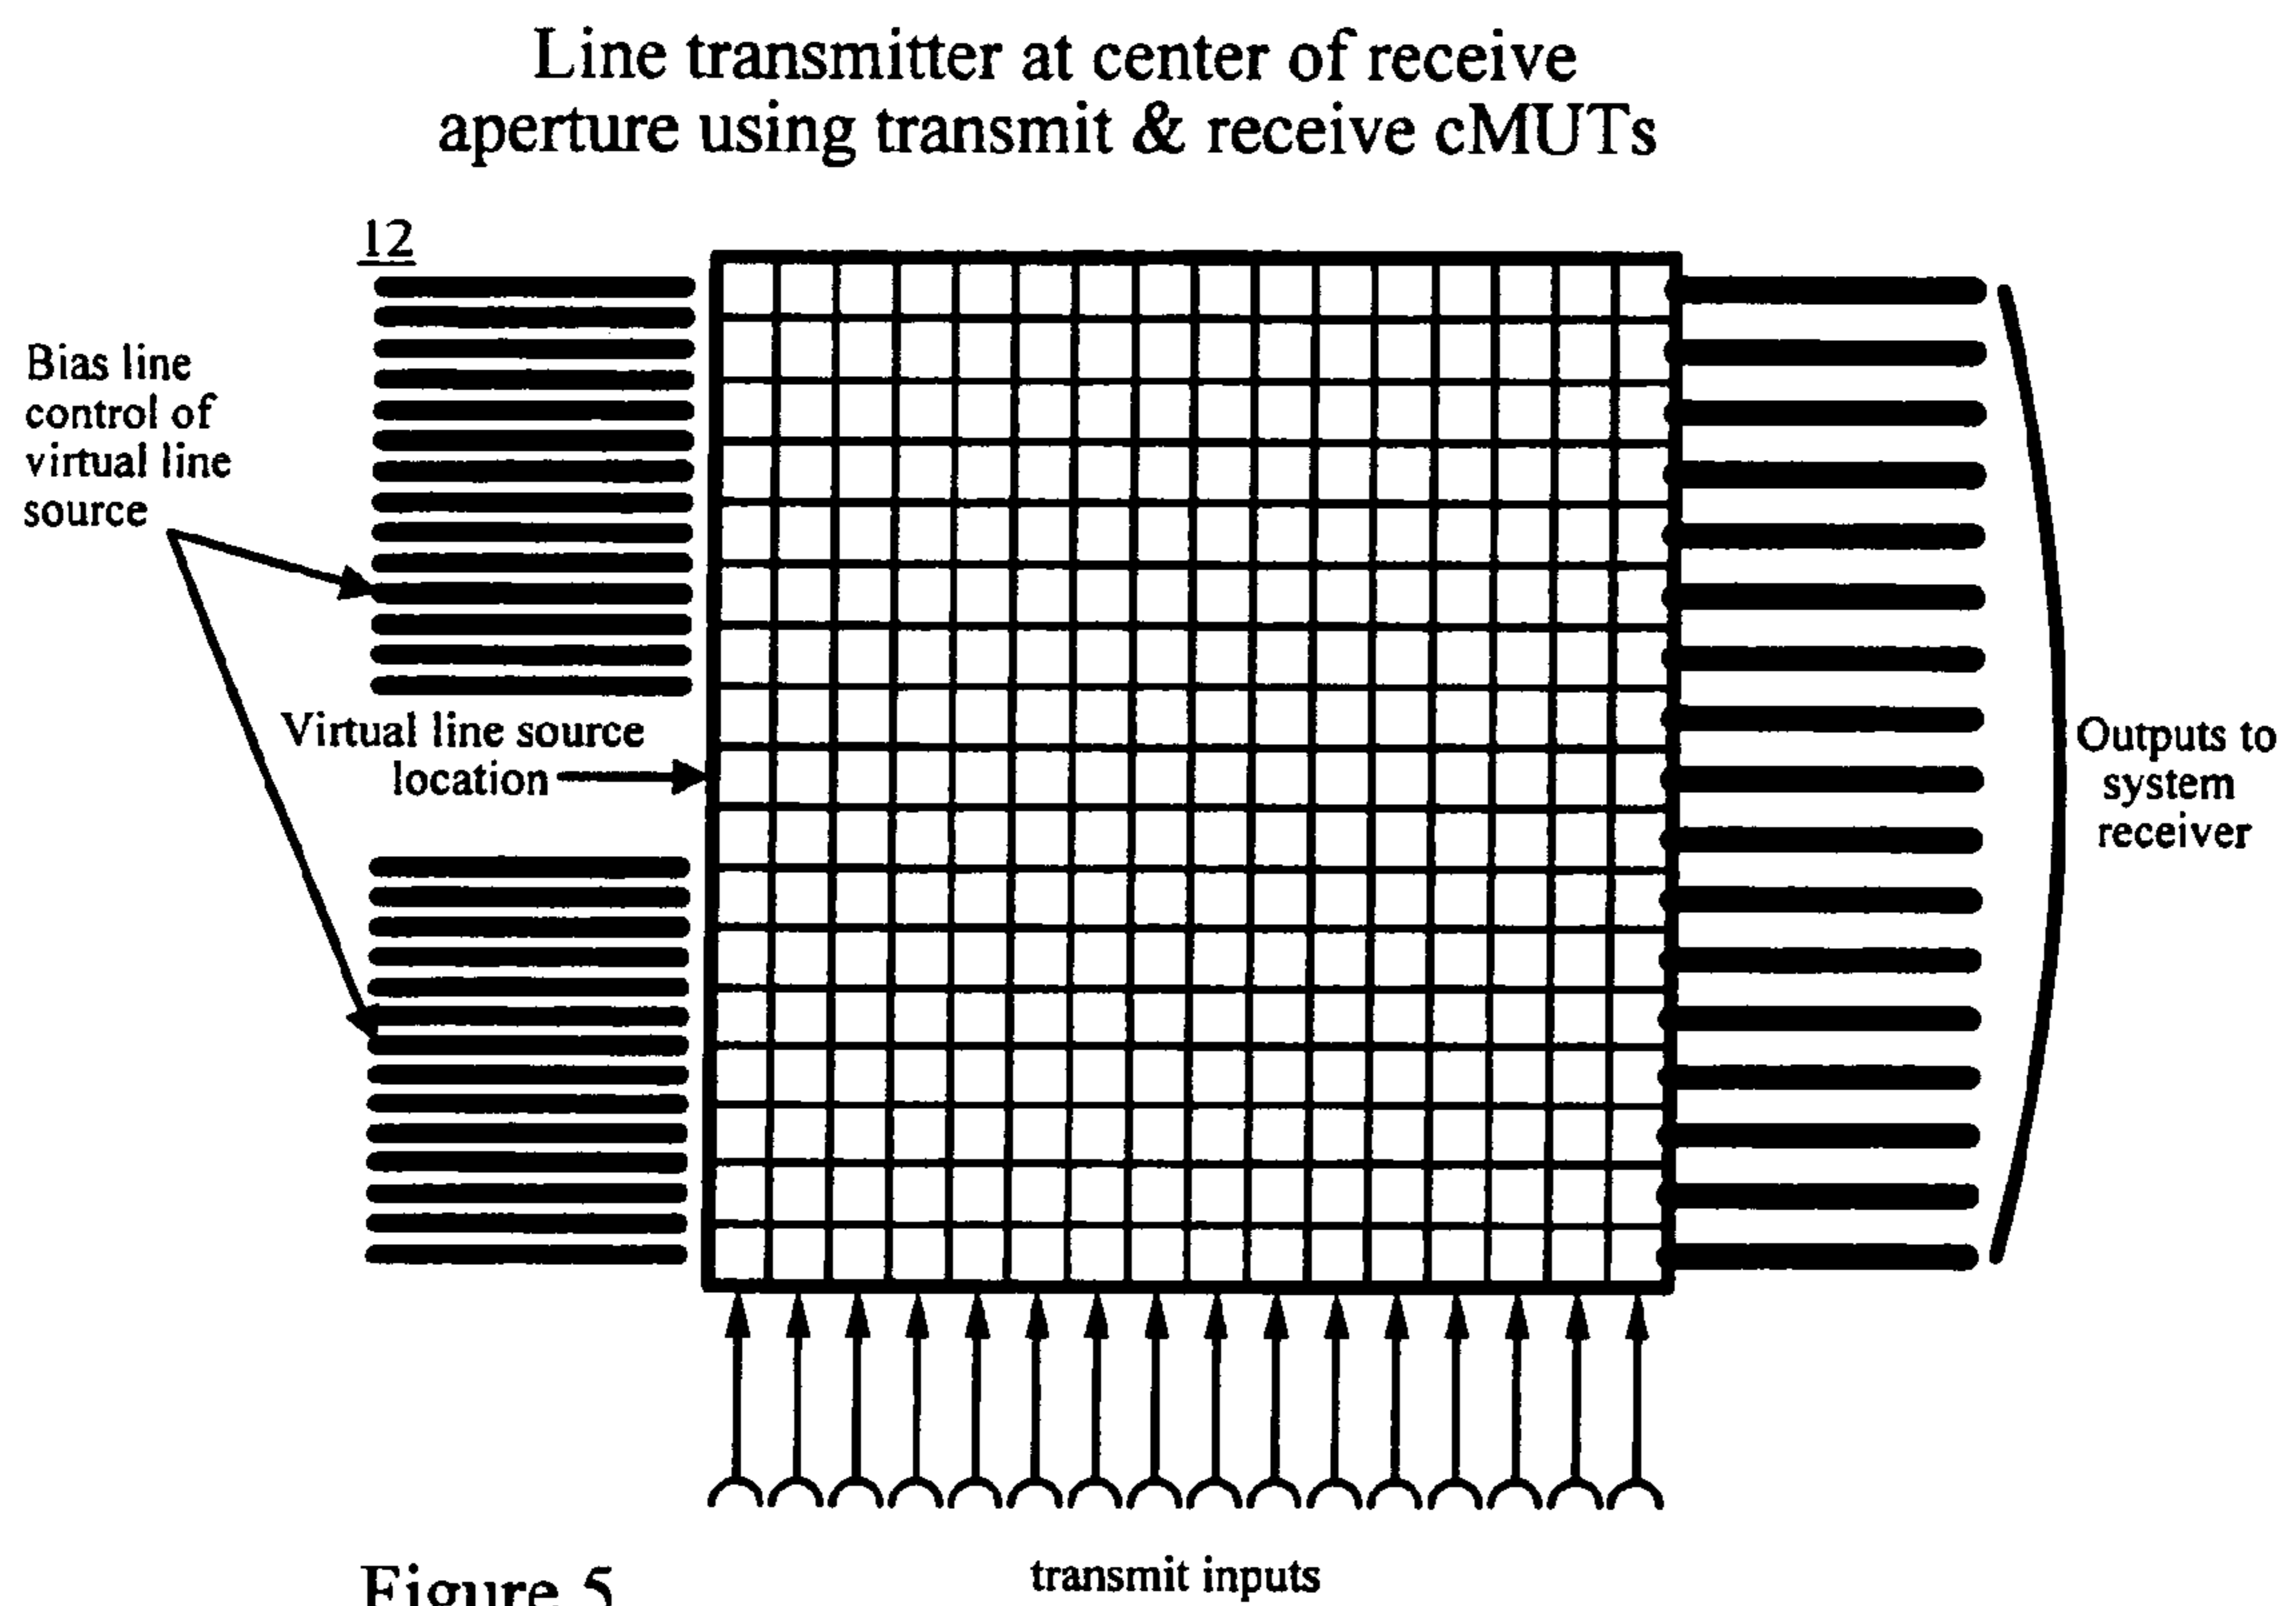 Line transmitter at center of receive
aperture using transmit & receive cMUTs
12
Bias line
control of
virtual line
source
Virtual line source
location
Outputs to
system
receiver
transmit inputs
Figure 5